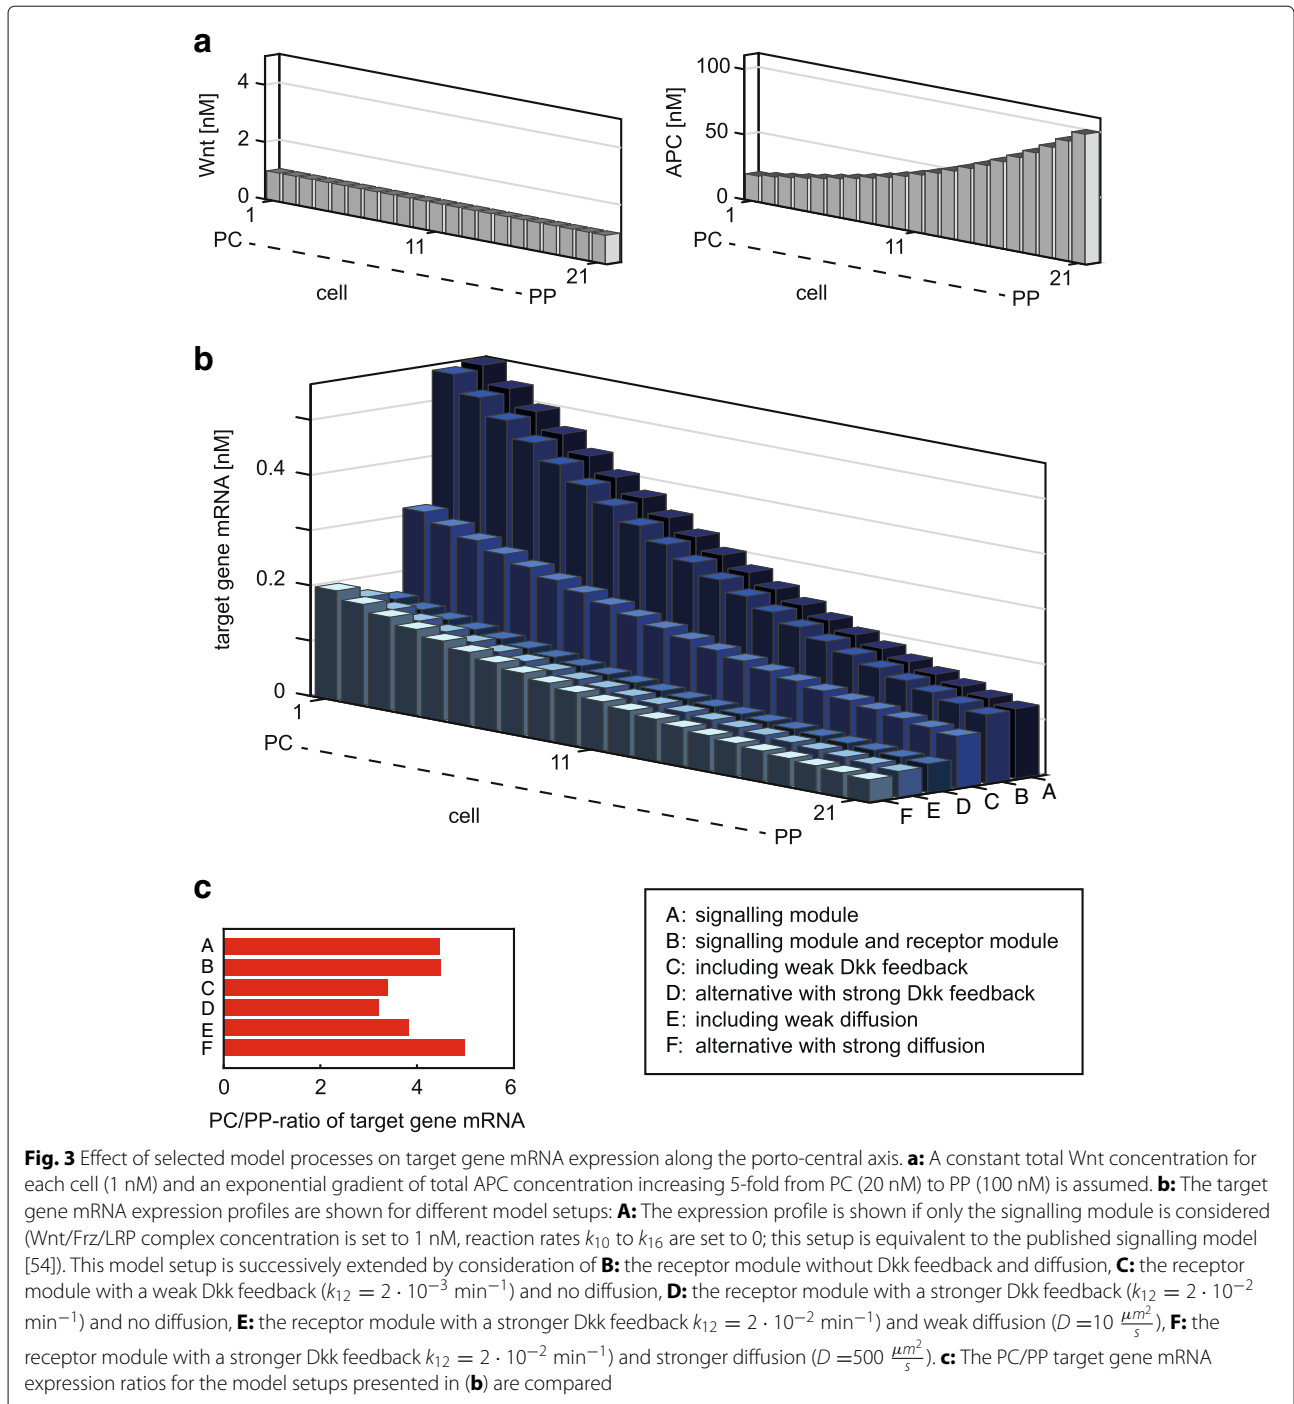 a
Wnt [nM]
4
2
0
1
11
21
PC
PP
cell
APC [nM]
100
50
0
1
11
21
PC
PP
cell
b
target gene mRNA [nM]
0.4
0.2
0
1
11
21
PC
PP
cell
F
E
D
C
B
A
c
A
B
C
D
E
F
0 2 4 6
PC/PP-ratio of target gene mRNA
A: signalling module
B: signalling module and receptor module
C: including weak Dkk feedback
D: alternative with strong Dkk feedback
E: including weak diffusion
F: alternative with strong diffusion
Fig. 3 Effect of selected model processes on target gene mRNA expression along the porto-central axis. a: A constant total Wnt concentration for
each cell (1 nM) and an exponential gradient of total APC concentration increasing 5-fold from PC (20 nM) to PP (100 nM) is assumed. b: The target
gene mRNA expression profiles are shown for different model setups: A: The expression profile is shown if only the signalling module is considered
(Wnt/Frz/LRP complex concentration is set to 1 nM, reaction rates k₁₀ to k₁₆ are set to 0; this setup is equivalent to the published signalling model
[54]). This model setup is successively extended by consideration of B: the receptor module without Dkk feedback and diffusion, C: the receptor
module with a weak Dkk feedback (k₁₂ = 2 · 10⁻³ min⁻¹) and no diffusion, D: the receptor module with a stronger Dkk feedback (k₁₂ = 2 · 10⁻²
min⁻¹) and no diffusion, E: the receptor module with a stronger Dkk feedback k₁₂ = 2 · 10⁻² min⁻¹) and weak diffusion (D =10 μm²/s), F: the
receptor module with a stronger Dkk feedback k₁₂ = 2 · 10⁻² min⁻¹) and stronger diffusion (D =500 μm²/s). c: The PC/PP target gene mRNA
expression ratios for the model setups presented in (b) are compared